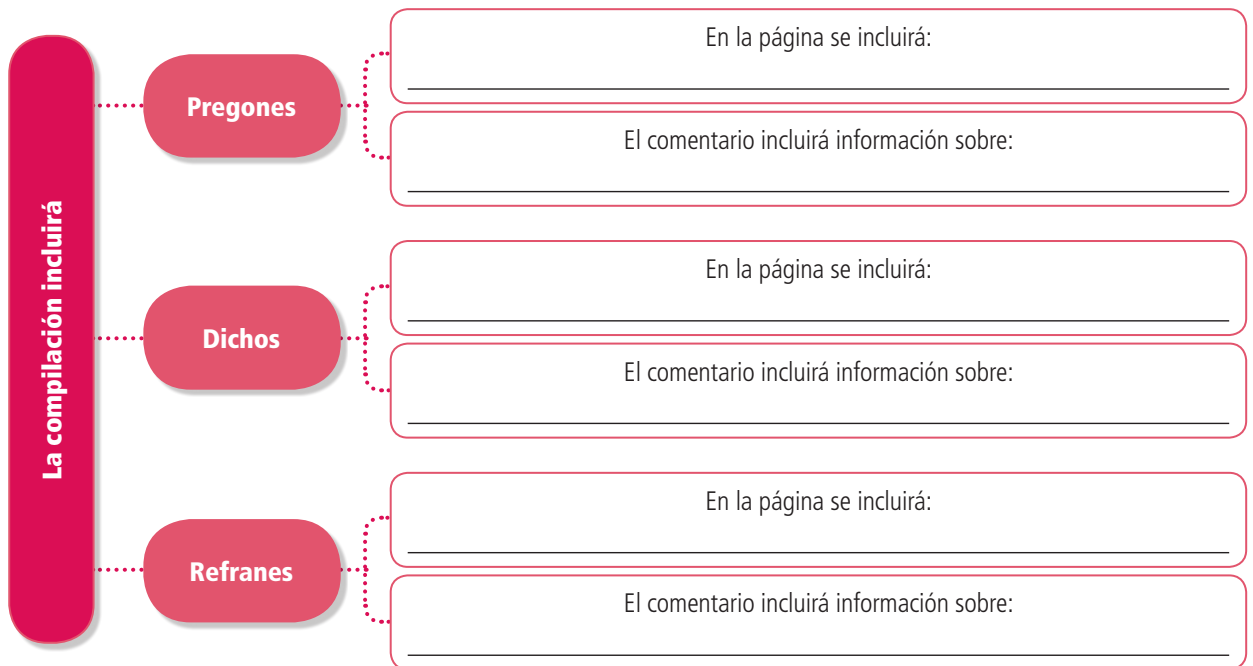 La compilación incluirá
Pregones
En la página se incluirá:
El comentario incluirá información sobre:
Dichos
En la página se incluirá:
El comentario incluirá información sobre:
Refranes
En la página se incluirá:
El comentario incluirá información sobre: